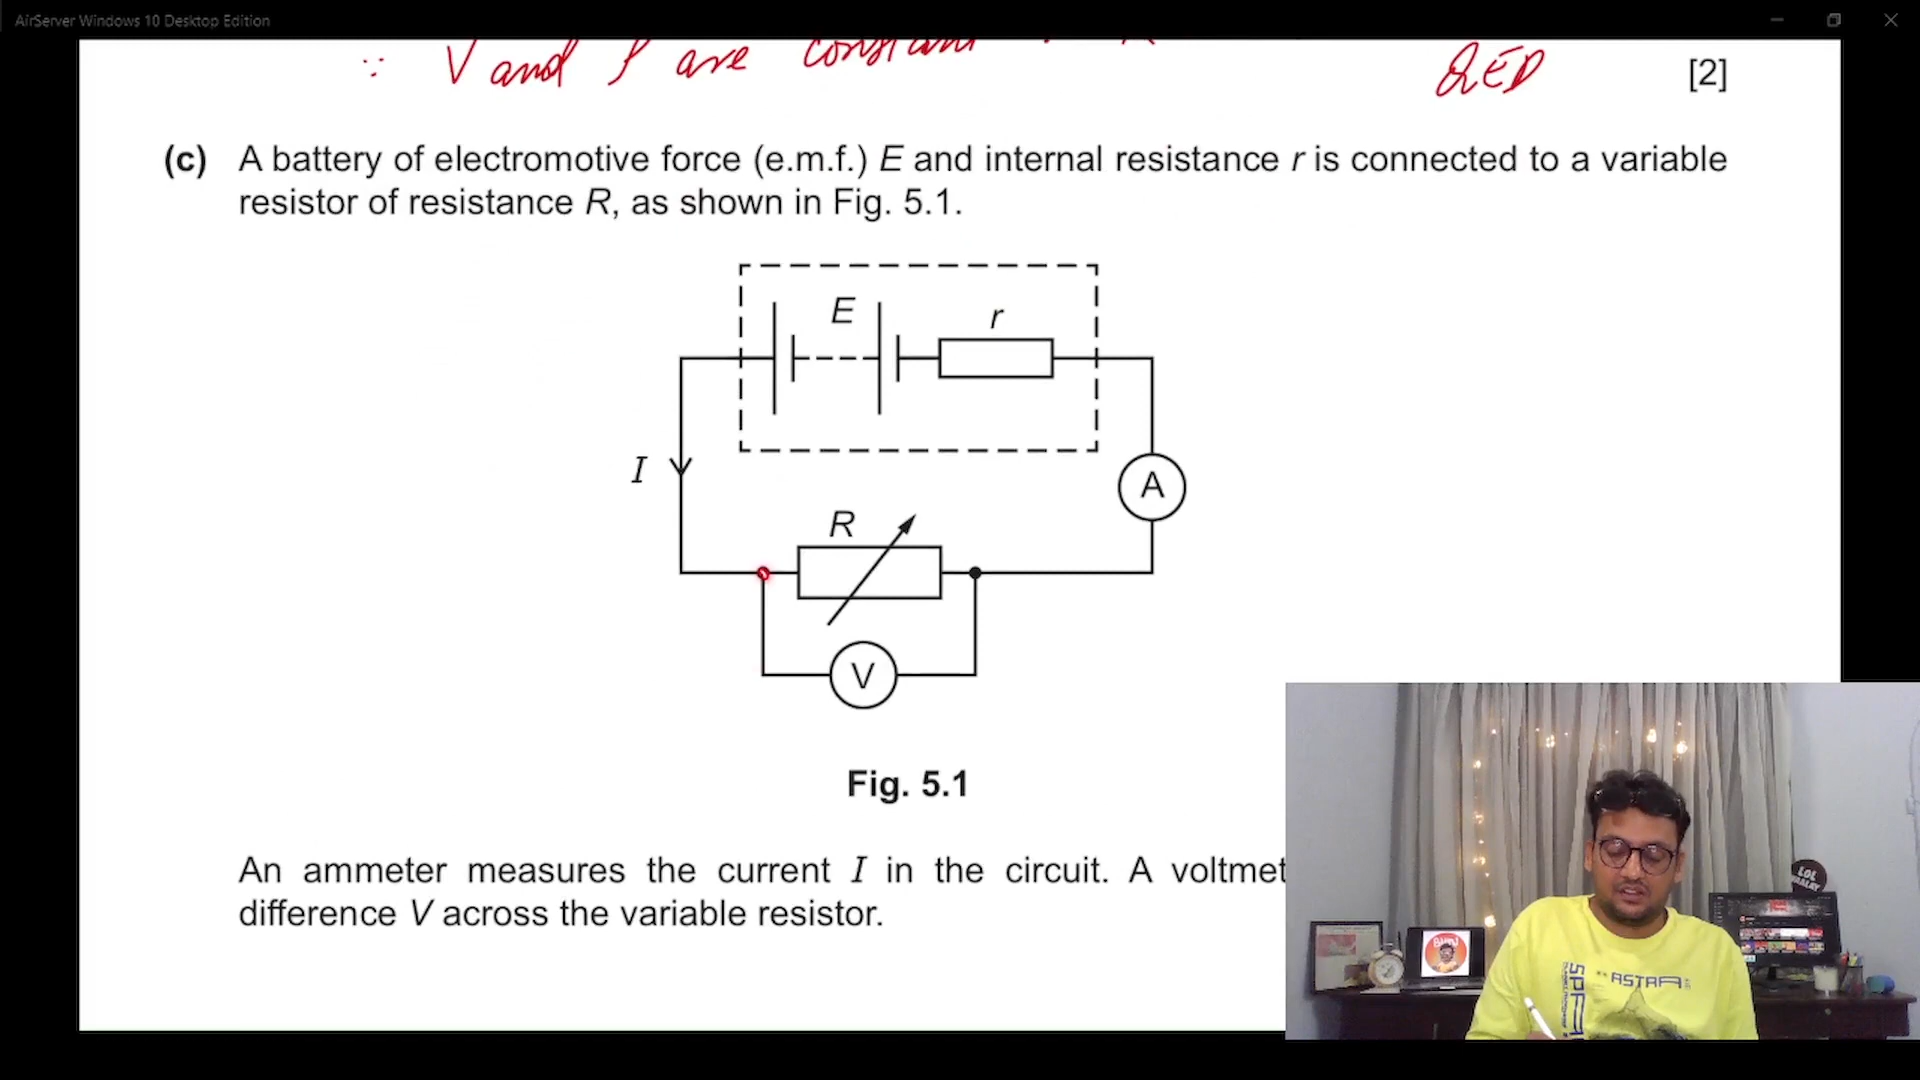 AirServer Windows 10 Desktop Edition
∵ V and ρ are constant
QED
[2]
(c) A battery of electromotive force (e.m.f.) E and internal resistance r is connected to a variable
resistor of resistance R, as shown in Fig. 5.1.
E
r
I
A
R
V
Fig. 5.1
An ammeter measures the current I in the circuit. A voltmet
difference V across the variable resistor.
LOL
ASTRA